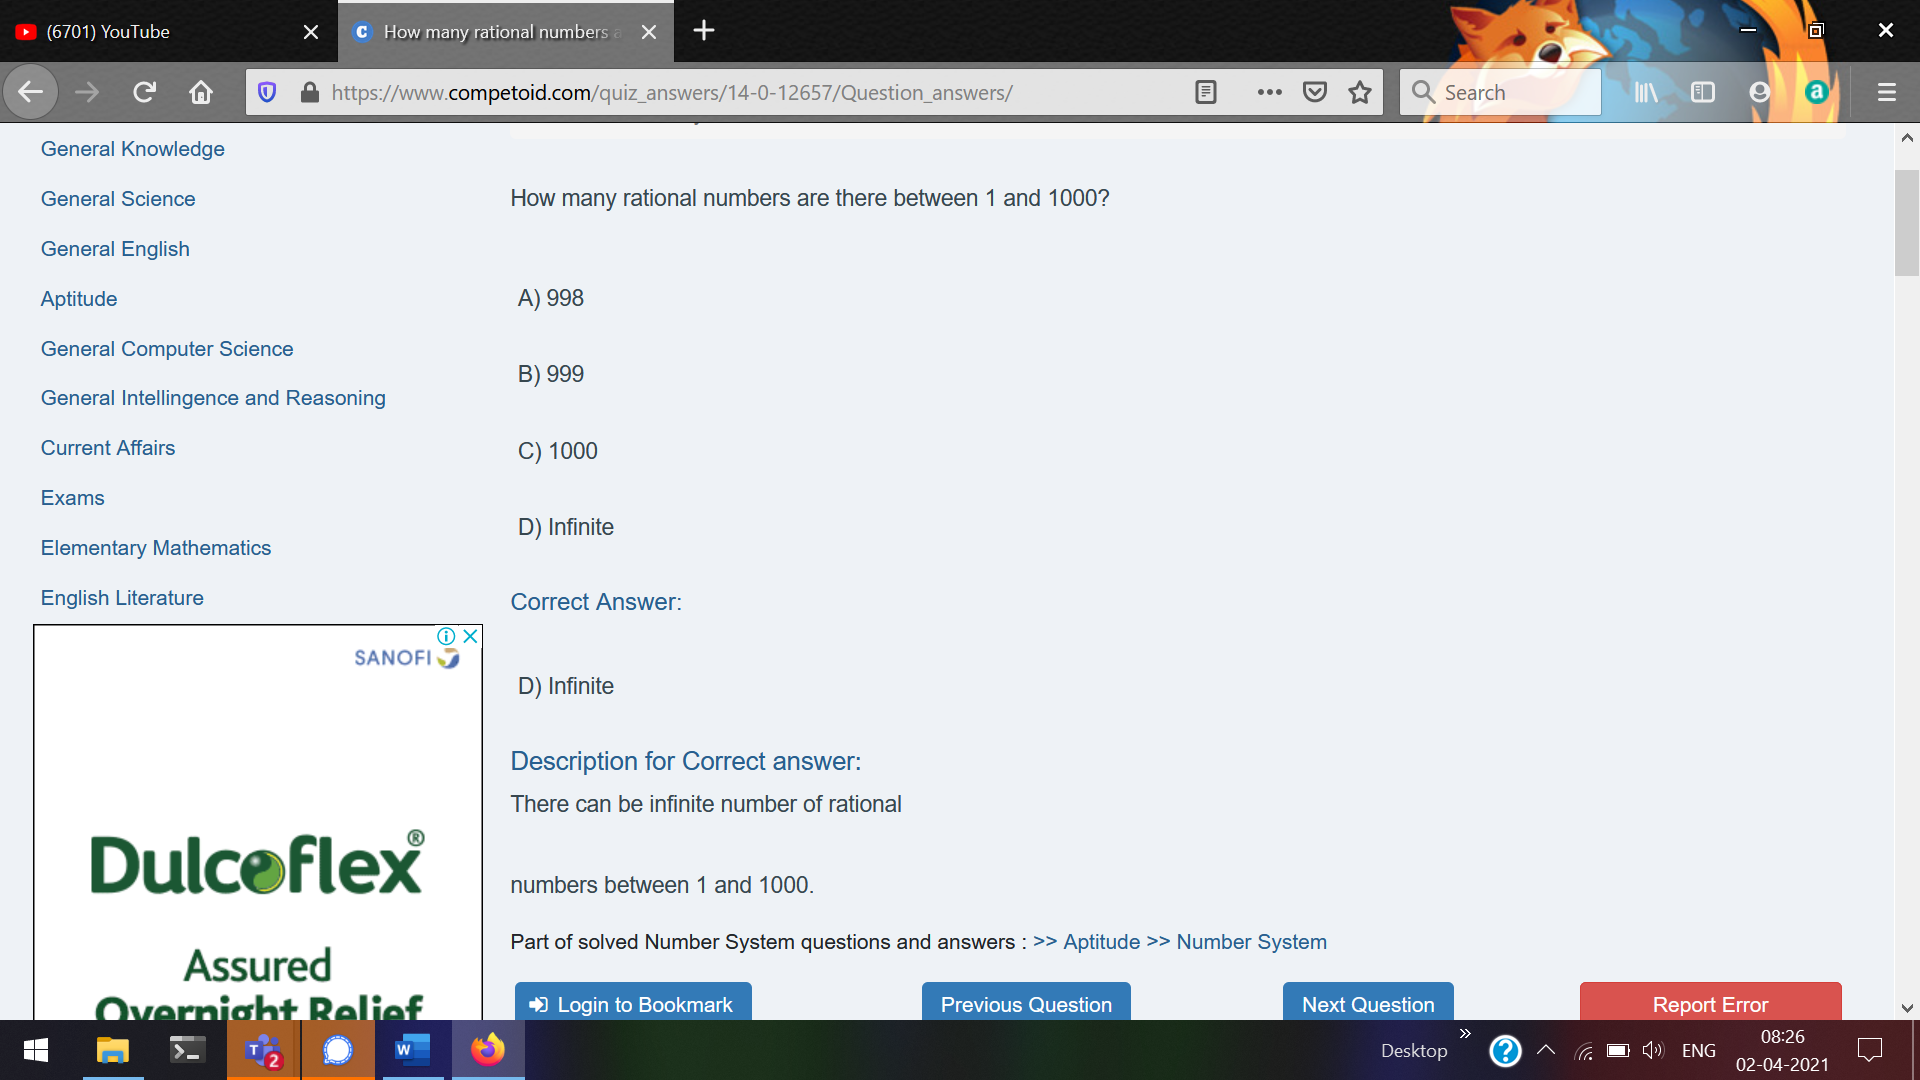 (6701) YouTube
How many rational numbers a
https://www.competoid.com/quiz_answers/14-0-12657/Question_answers/
Search
General Knowledge
General Science
General English
Aptitude
General Computer Science
General Intellingence and Reasoning
Current Affairs
Exams
Elementary Mathematics
English Literature
SANOFI
Dulcoflex®
Assured
Overnight Relief
How many rational numbers are there between 1 and 1000?
A) 998
B) 999
C) 1000
D) Infinite
Correct Answer:
D) Infinite
Description for Correct answer:
There can be infinite number of rational
numbers between 1 and 1000.
Part of solved Number System questions and answers : >> Aptitude >> Number System
Login to Bookmark
Previous Question
Next Question
Report Error
T 2
W
Desktop
ENG
08:26
02-04-2021